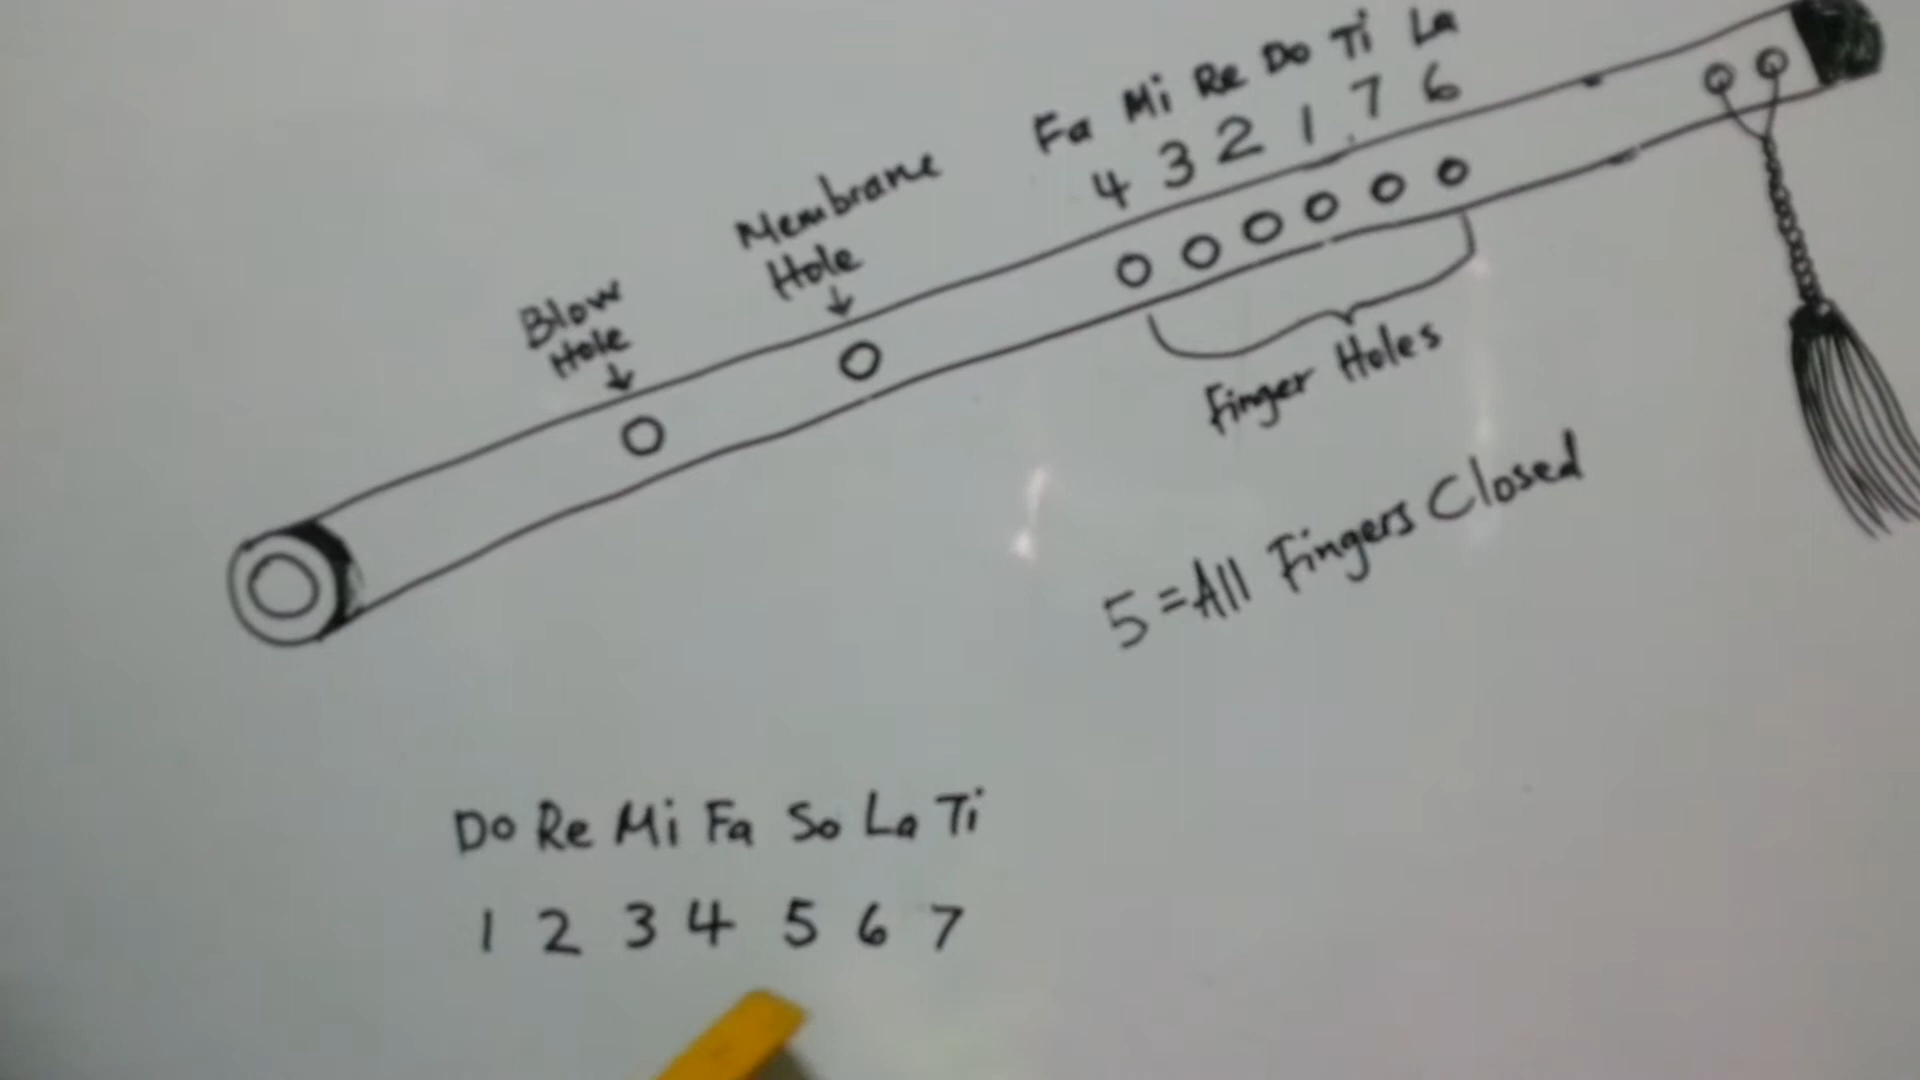 Fa Mi Re Do Ti La
4 3 2 1 7 6
Membrane
Hole
Blow
Hole
Finger Holes
5=All Fingers Closed
Do Re Mi Fa So La Ti
1 2 3 4 5 6 7